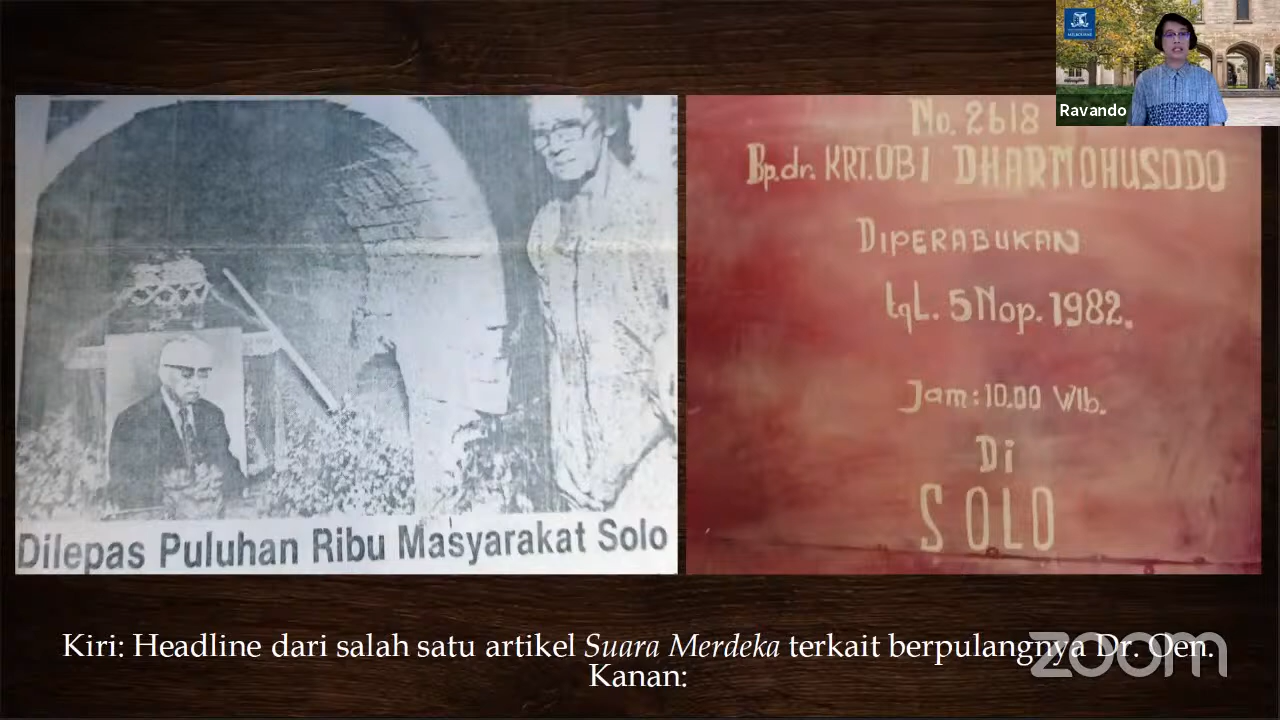 MELBOURNE
Ravando
No. 2618
Bp.dr. KRT.OBI DHARMOHUSODO
DIPERABUKAN
tgL. 5 Nop. 1982.
Jam: 10.00 WIb.
Di
SOLO
Dilepas Puluhan Ribu Masyarakat Solo
Kiri: Headline dari salah satu artikel Suara Merdeka terkait berpulangnya Dr. Oen.
Kanan:
zoom